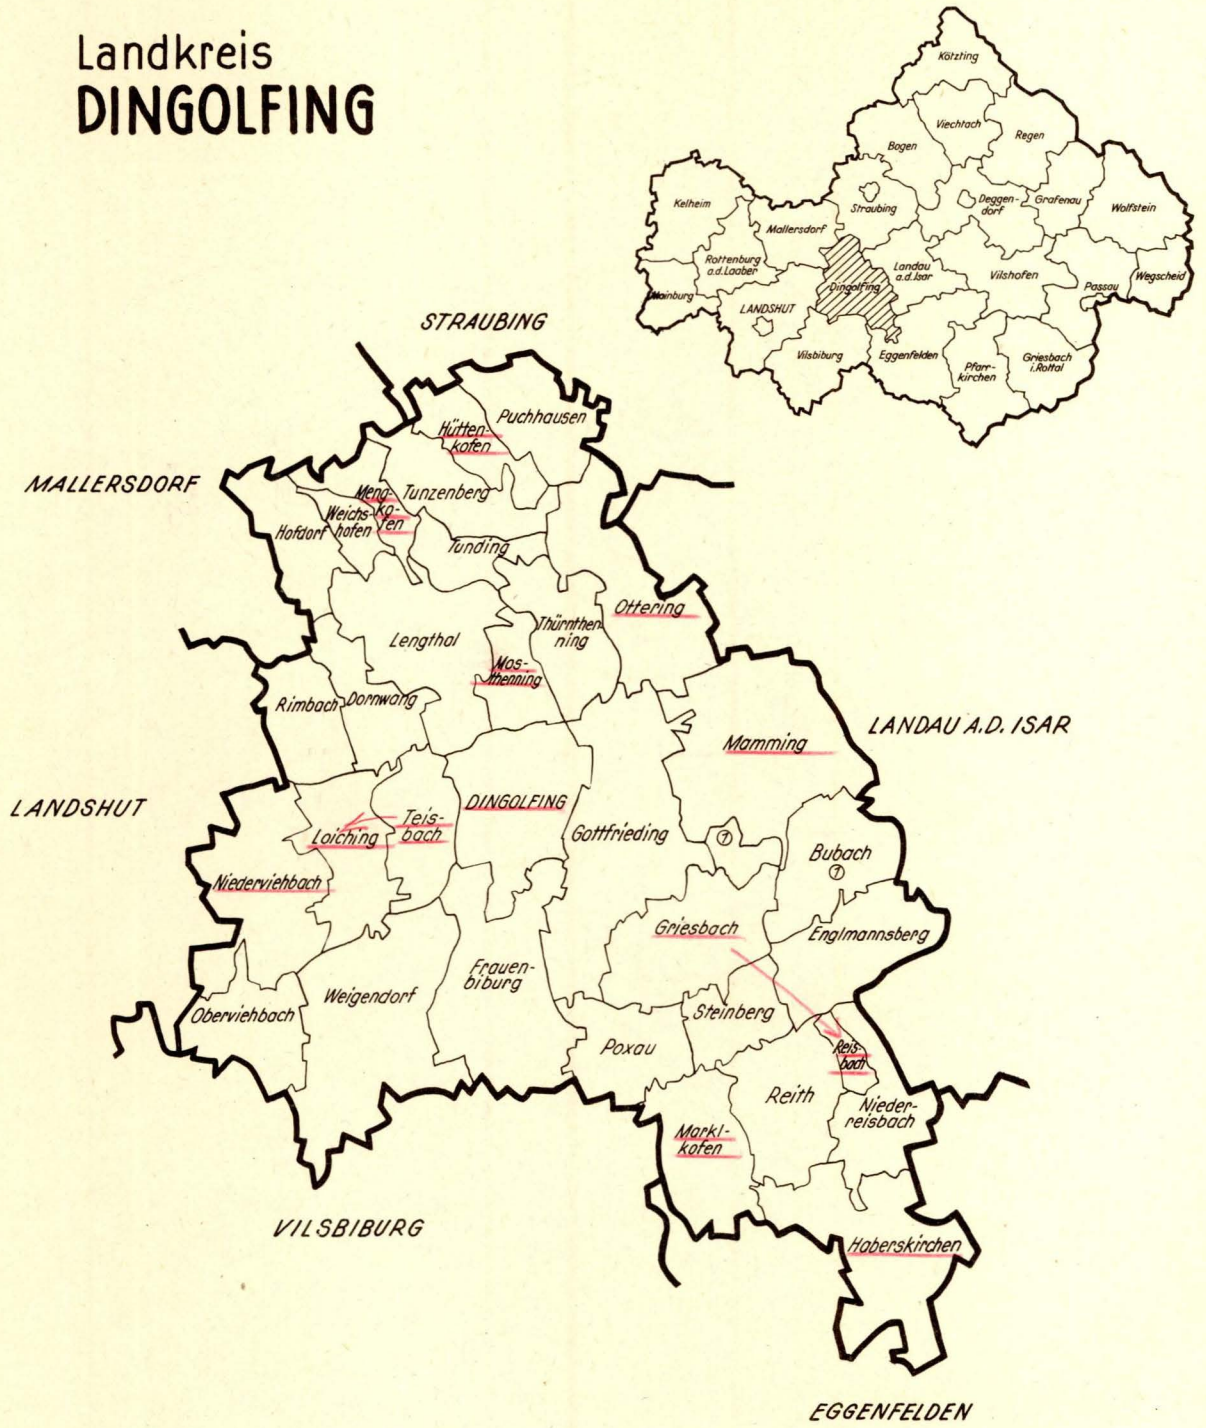 Landkreis
DINGOLFING
Kötzting
Viechtach
Regen
Bogen
Kelheim
Straubing
Deggen-
dorf
Grafenau
Wolfstein
Mallersdorf
Rottenburg
a.d.Laaber
Landau
a.d.Isar
Vilshofen
Wegscheid
Passau
Dingolfing
Mainburg
LANDSHUT
Vilsbiburg
Eggenfelden
Pfarr-
kirchen
Griesbach
i.Rottal
STRAUBING
Puchhausen
Hütten-
kofen
MALLERSDORF
Meng-
ko-
fen
Tunzenberg
Weichs-
hofen
Hofdorf
Tunding
Ottering
Thürnthen-
ning
Lengthal
Mos-
thenning
Rimbach
Dornwang
LANDAU A.D. ISAR
Mamming
LANDSHUT
DINGOLFING
Teis-
bach
Loiching
Gottfrieding
1
Bubach
1
Niederviehbach
Griesbach
Englmannsberg
Frauen-
biburg
Weigendorf
Oberviehbach
Steinberg
Poxau
Reis-
bach
Reith
Nieder-
reisbach
Markl-
kofen
VILSBIBURG
Haberskirchen
EGGENFELDEN